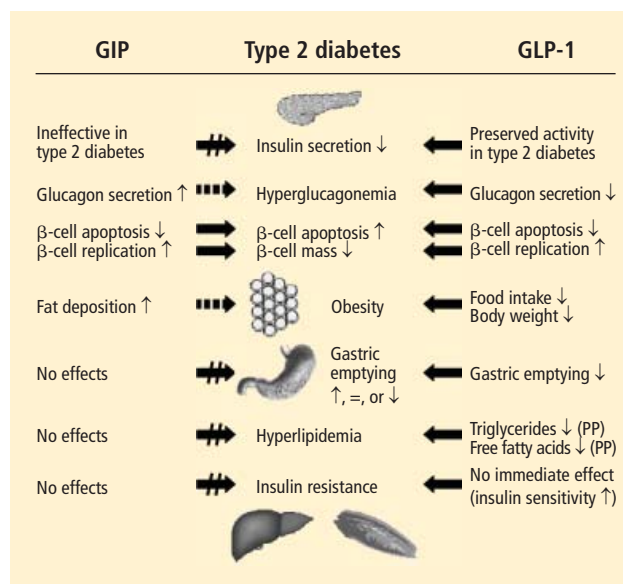 GIP Type 2 diabetes GLP-1
Ineffective in
type 2 diabetes
Insulin secretion ↓
Preserved activity
in type 2 diabetes
Glucagon secretion ↑
Hyperglucagonemia
Glucagon secretion ↓
β-cell apoptosis ↓
β-cell replication ↑
β-cell apoptosis ↑
β-cell mass ↓
β-cell apoptosis ↓
β-cell replication ↑
Fat deposition ↑
Obesity
Food intake ↓
Body weight ↓
No effects
Gastric
emptying
↑, =, or ↓
Gastric emptying ↓
No effects
Hyperlipidemia
Triglycerides ↓ (PP)
Free fatty acids ↓ (PP)
No effects
Insulin resistance
No immediate effect
(insulin sensitivity ↑)